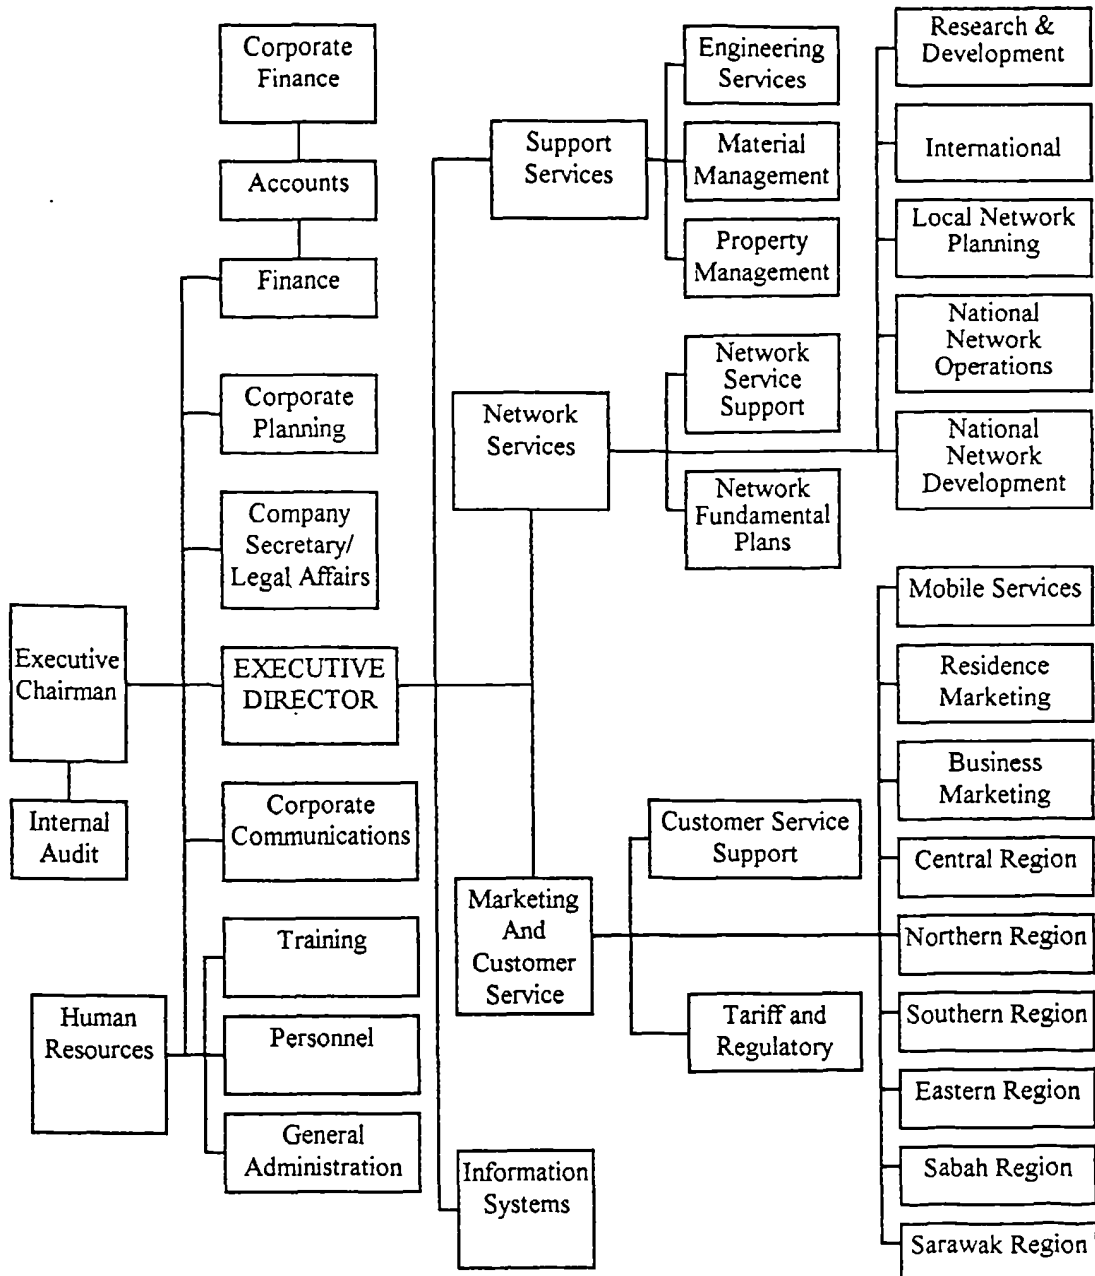 Corporate
Finance
Accounts
Finance
Corporate
Planning
Company
Secretary/
Legal Affairs
Executive
Chairman
EXECUTIVE
DIRECTOR
Internal
Audit
Corporate
Communications
Training
Human
Resources
Personnel
General
Administration
Support
Services
Network
Services
Marketing
And
Customer
Service
Information
Systems
Engineering
Services
Material
Management
Property
Management
Network
Service
Support
Network
Fundamental
Plans
Customer Service
Support
Tariff and
Regulatory
Research &
Development
International
Local Network
Planning
National
Network
Operations
National
Network
Development
Mobile Services
Residence
Marketing
Business
Marketing
Central Region
Northern Region
Southern Region
Eastern Region
Sabah Region
Sarawak Region